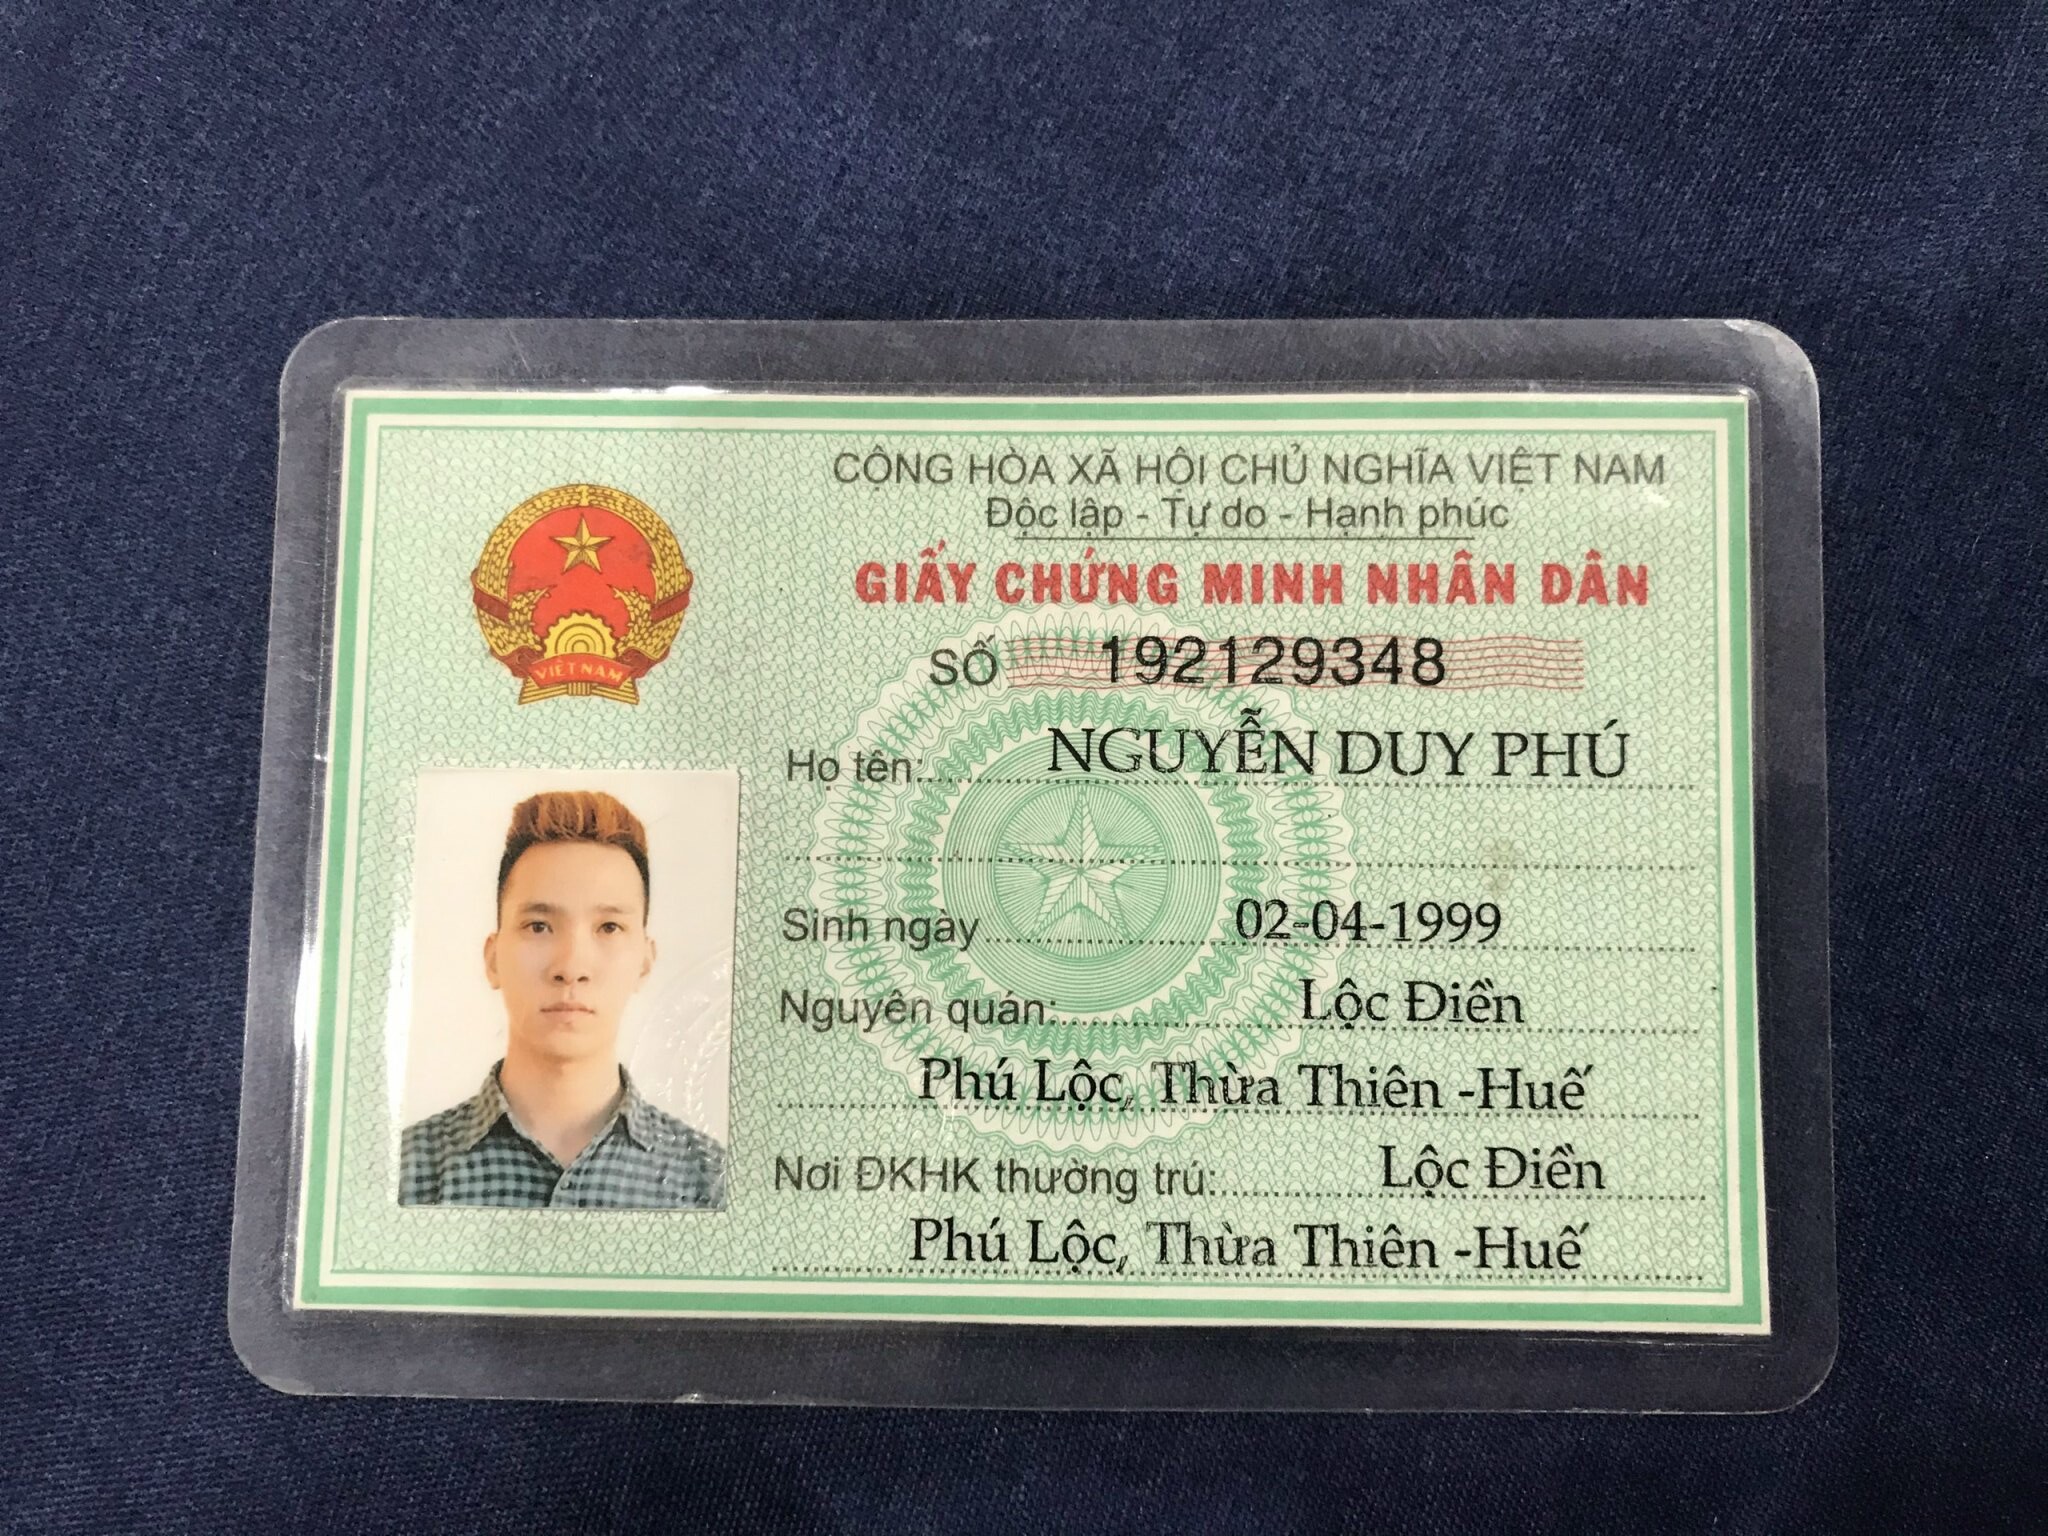 CỘNG HÒA XÃ HỘI CHỦ NGHĨA VIỆT NAM
Độc lập - Tự do - Hạnh phúc
GIẤY CHỨNG MINH NHÂN DÂN
SỐ 192129348
VIỆT NAM
Họ tên: NGUYỄN DUY PHÚ
Sinh ngày 02-04-1999
Nguyên quán: Lộc Điền
Phú Lộc, Thừa Thiên -Huế
Nơi ĐKHK thường trú: Lộc Điền
Phú Lộc, Thừa Thiên -Huế